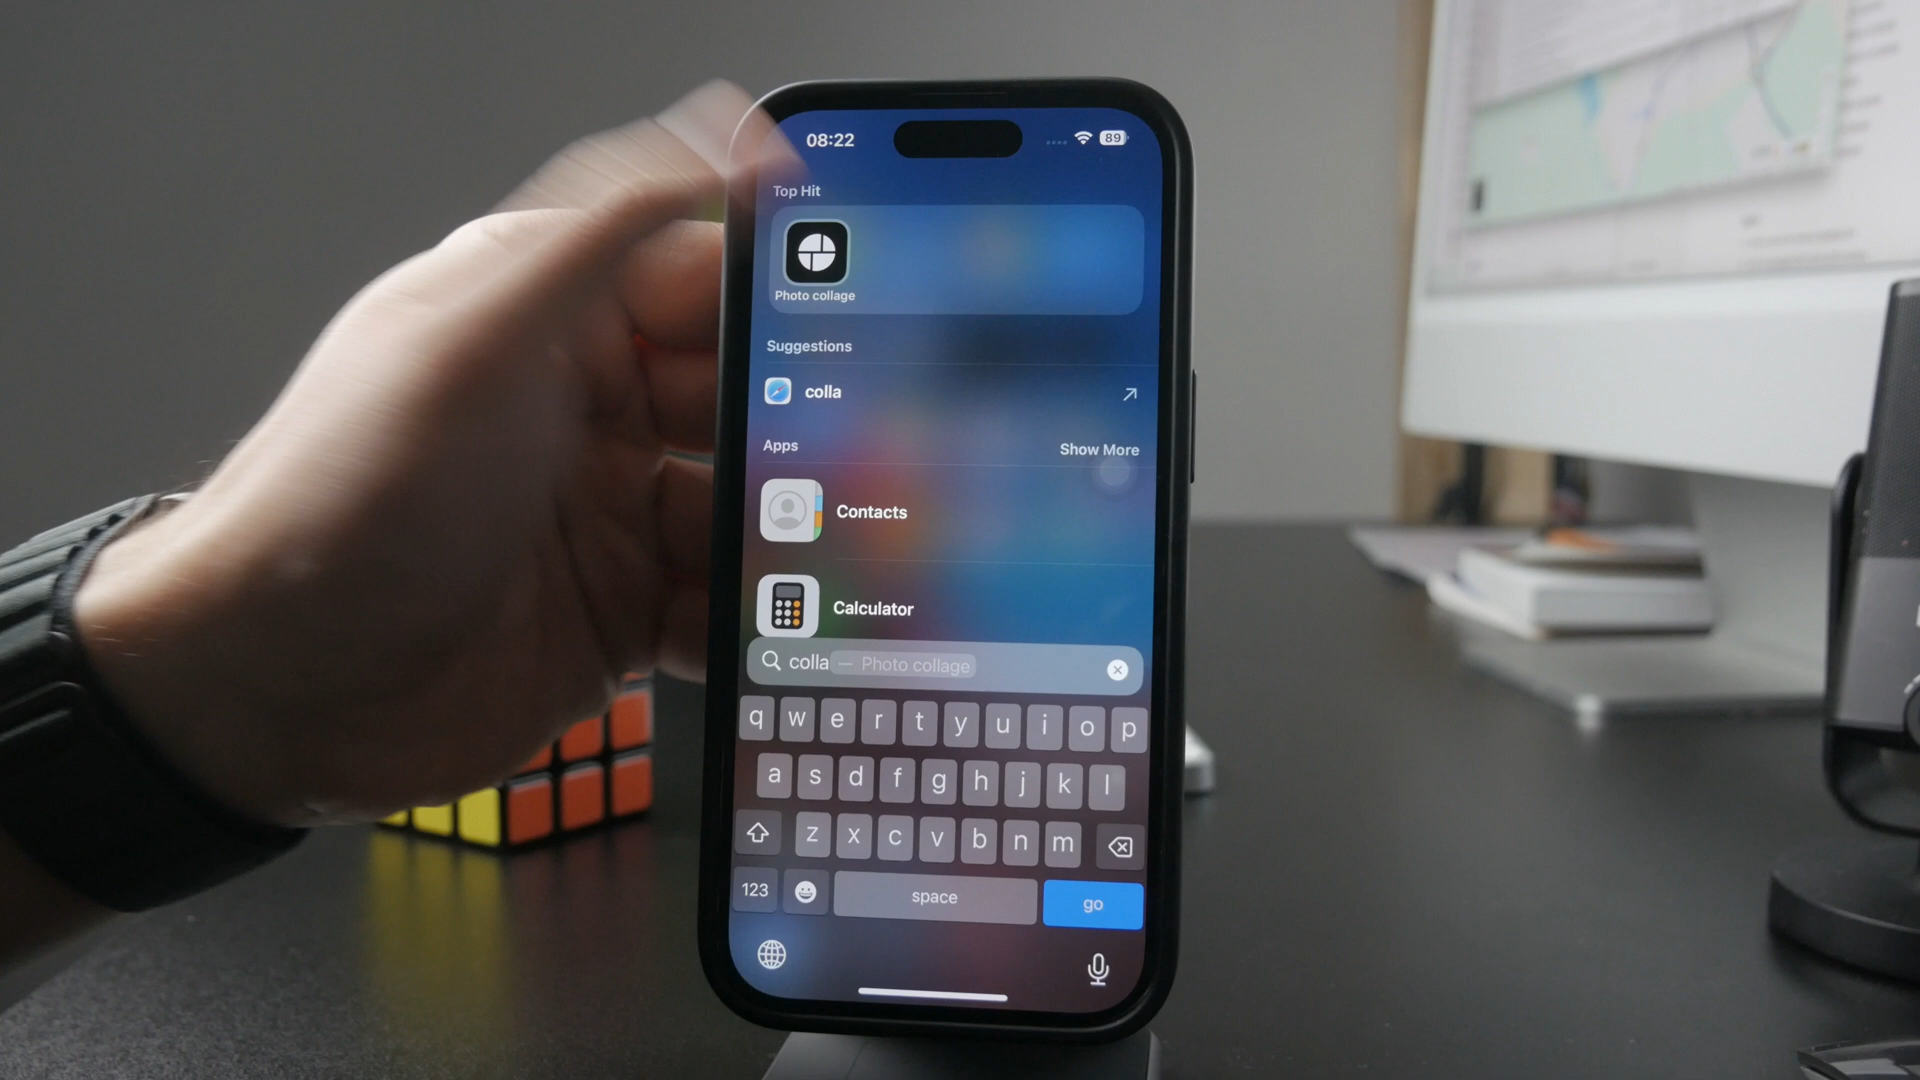 08:22
89
Top Hit
Photo collage
Suggestions
colla
Apps
Show More
Contacts
Calculator
colla — Photo collage
q w e r t y u i o p
a s d f g h j k l
z x c v b n m
123
space
go